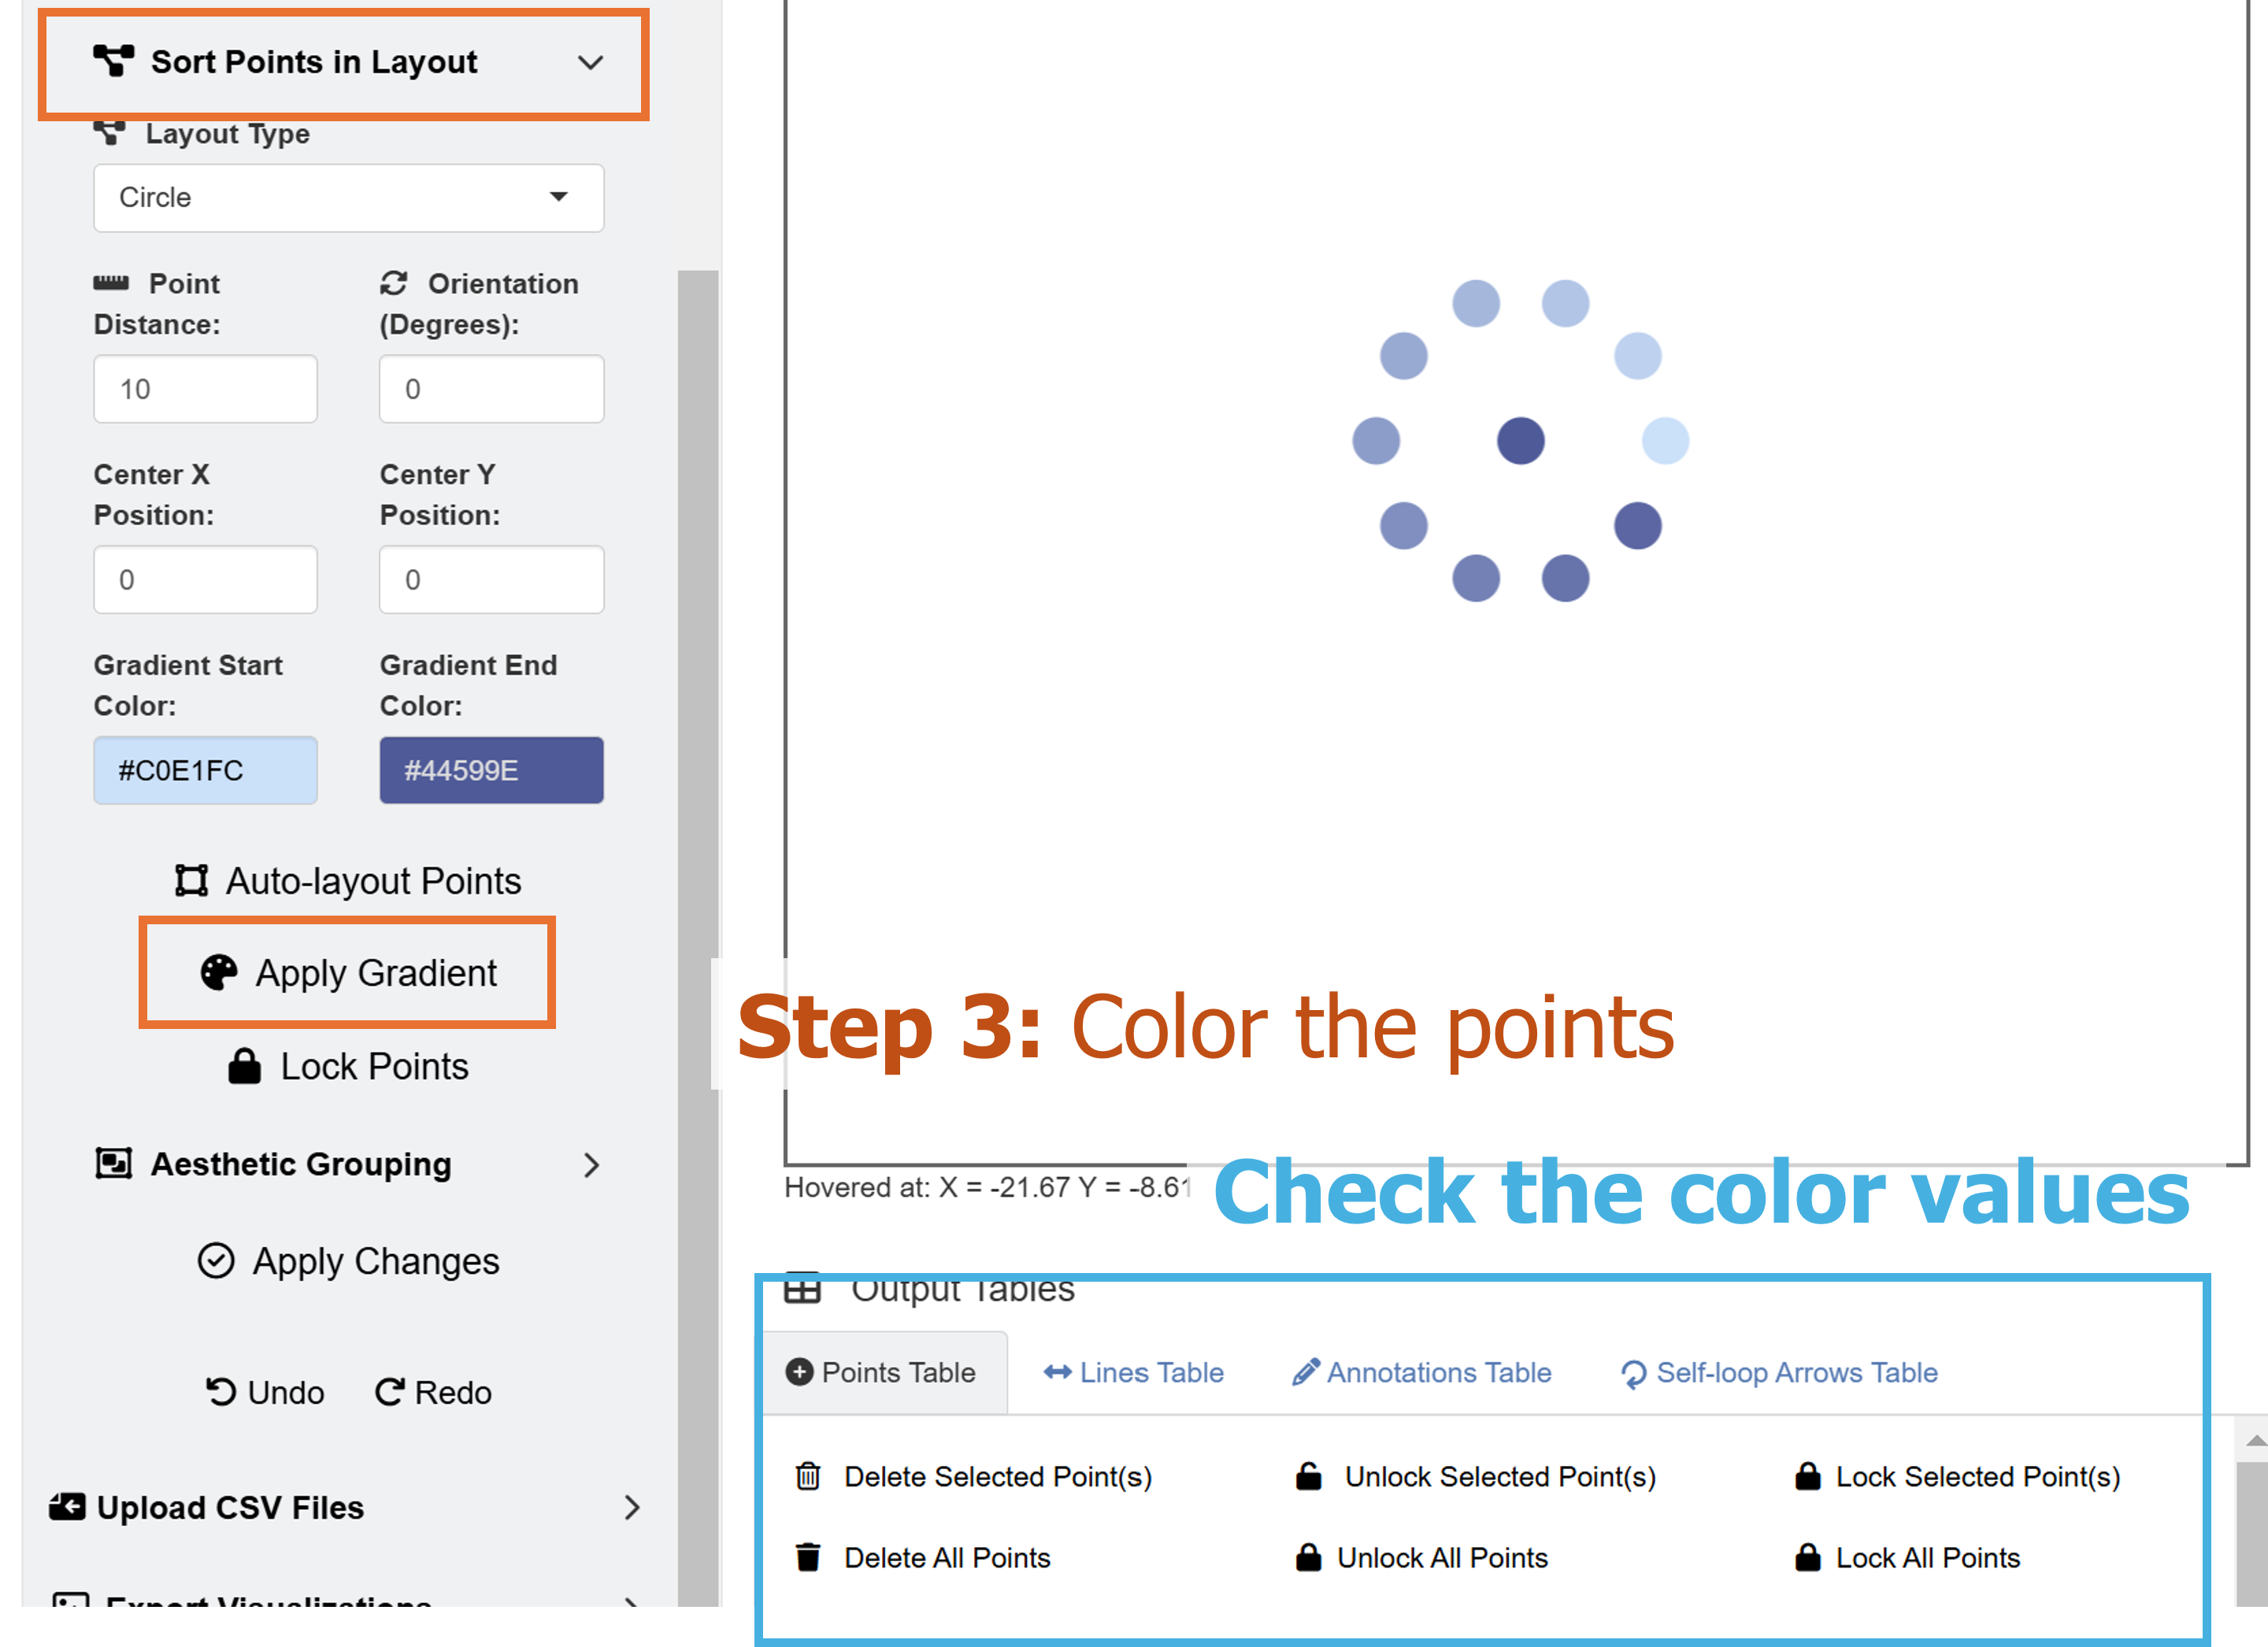 Sort Points in Layout
Layout Type
Circle
Point Distance:
10
Orientation (Degrees):
0
Center X Position:
0
Center Y Position:
0
Gradient Start Color:
#C0E1FC
Gradient End Color:
#44599E
Auto-layout Points
Apply Gradient
Lock Points
Aesthetic Grouping
Apply Changes
Undo Redo
Upload CSV Files
Export Visualizations
Step 3: Color the points
Hovered at: X = -21.67 Y = -8.61
Check the color values
Output Tables
Points Table Lines Table Annotations Table Self-loop Arrows Table
Delete Selected Point(s) Unlock Selected Point(s) Lock Selected Point(s)
Delete All Points Unlock All Points Lock All Points